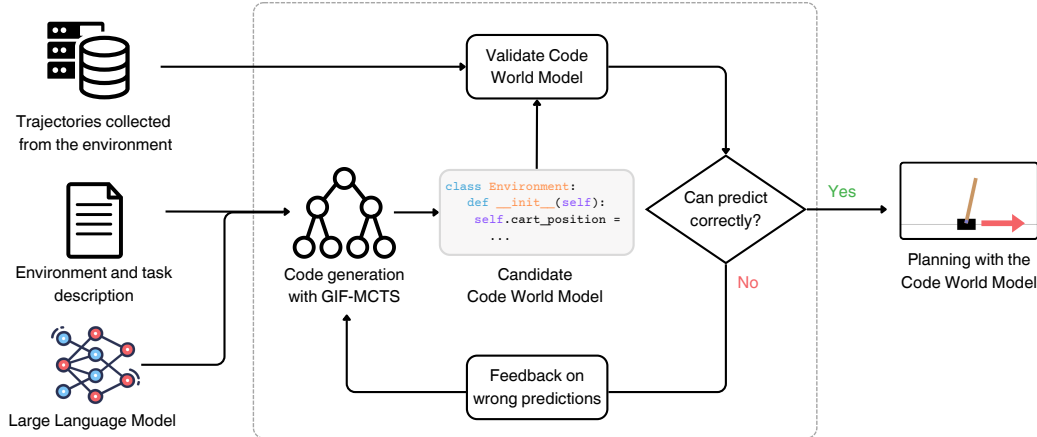 Trajectories collected
from the environment
Environment and task
description
Large Language Model
Code generation
with GIF-MCTS
Validate Code
World Model
class Environment:
def __init__(self):
self.cart_position =
...
Candidate
Code World Model
Can predict
correctly?
Yes
No
Feedback on
wrong predictions
Planning with the
Code World Model